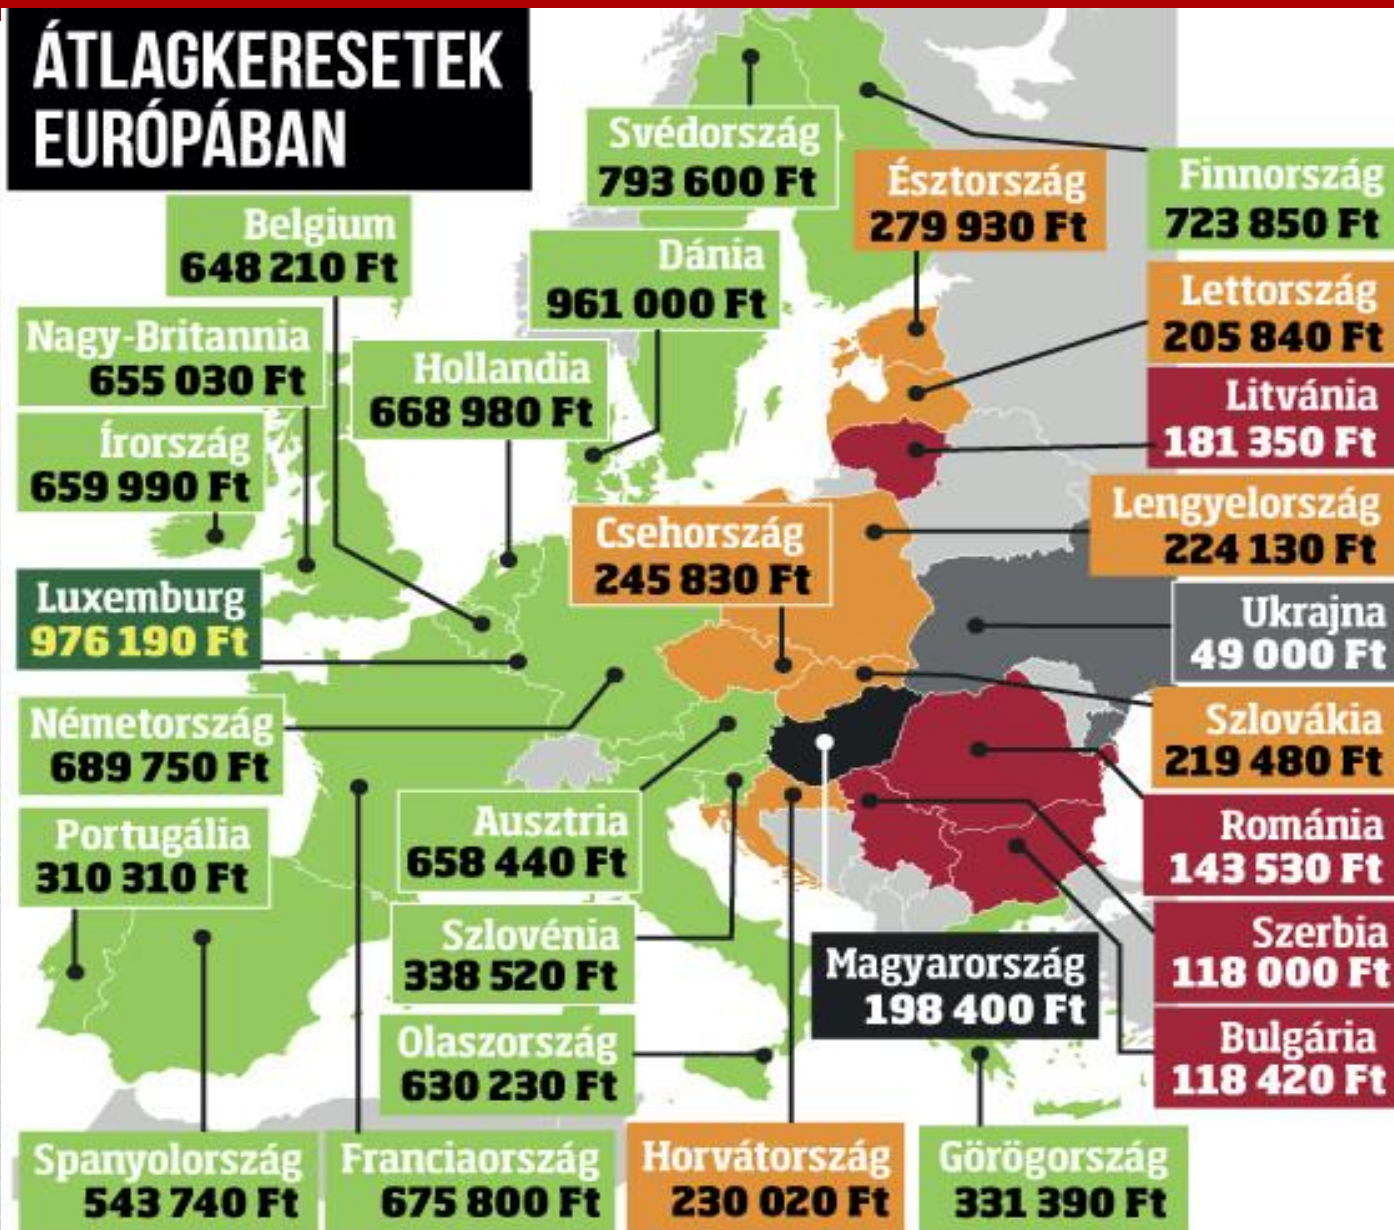 ÁTLAGKERESETEK
EURÓPÁBAN
Svédország
793 600 Ft
Finnország
723 850 Ft
Észtország
279 930 Ft
Belgium
648 210 Ft
Dánia
961 000 Ft
Lettország
205 840 Ft
Nagy-Britannia
655 030 Ft
Hollandia
668 980 Ft
Litvánia
181 350 Ft
Írország
659 990 Ft
Lengyelország
224 130 Ft
Csehország
245 830 Ft
Luxemburg
976 190 Ft
Ukrajna
49 000 Ft
Németország
689 750 Ft
Szlovákia
219 480 Ft
Ausztria
658 440 Ft
Románia
143 530 Ft
Portugália
310 310 Ft
Szlovénia
338 520 Ft
Szerbia
118 000 Ft
Magyarország
198 400 Ft
Olaszország
630 230 Ft
Bulgária
118 420 Ft
Spanyolország
543 740 Ft
Franciaország
675 800 Ft
Horvátország
230 020 Ft
Görögország
331 390 Ft